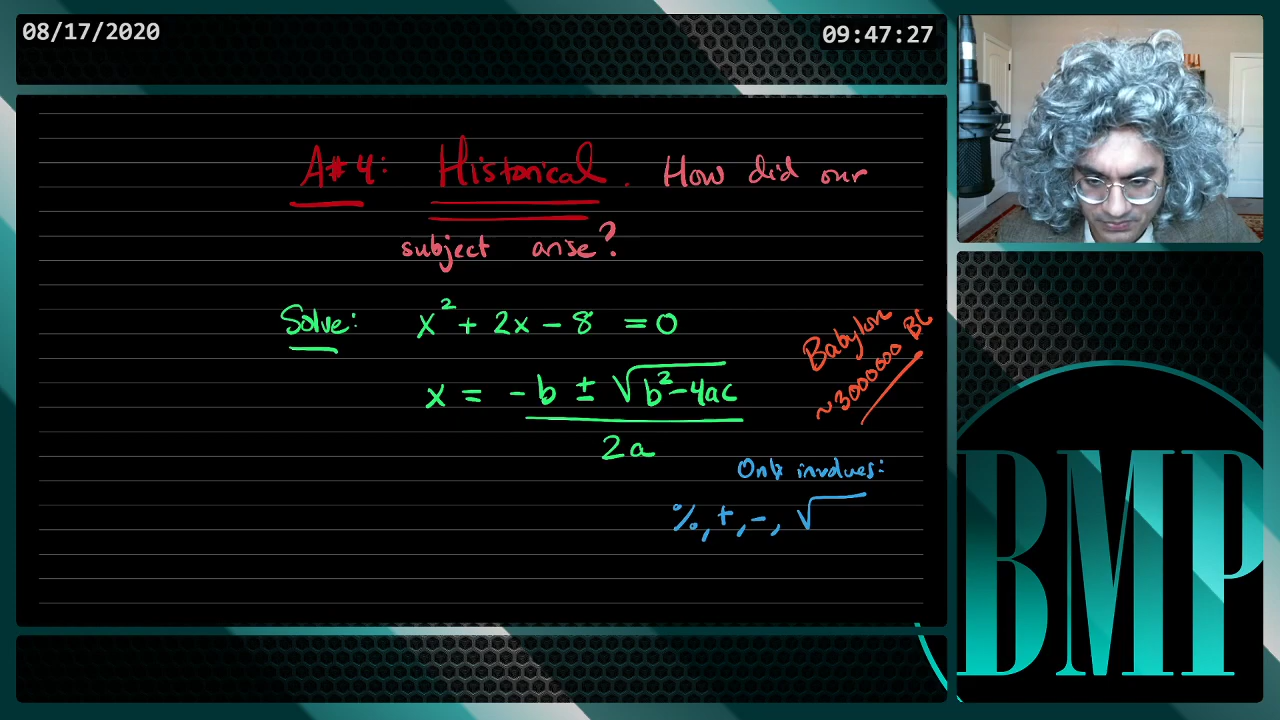 08/17/2020
09:47:27
A#4: Historical. How did our
subject arise?
Solve: x² + 2x - 8 = 0
Babylon
~3000000 BC
x = -b ± √b²-4ac
2a
Only involves:
%, +, -, √
BMP